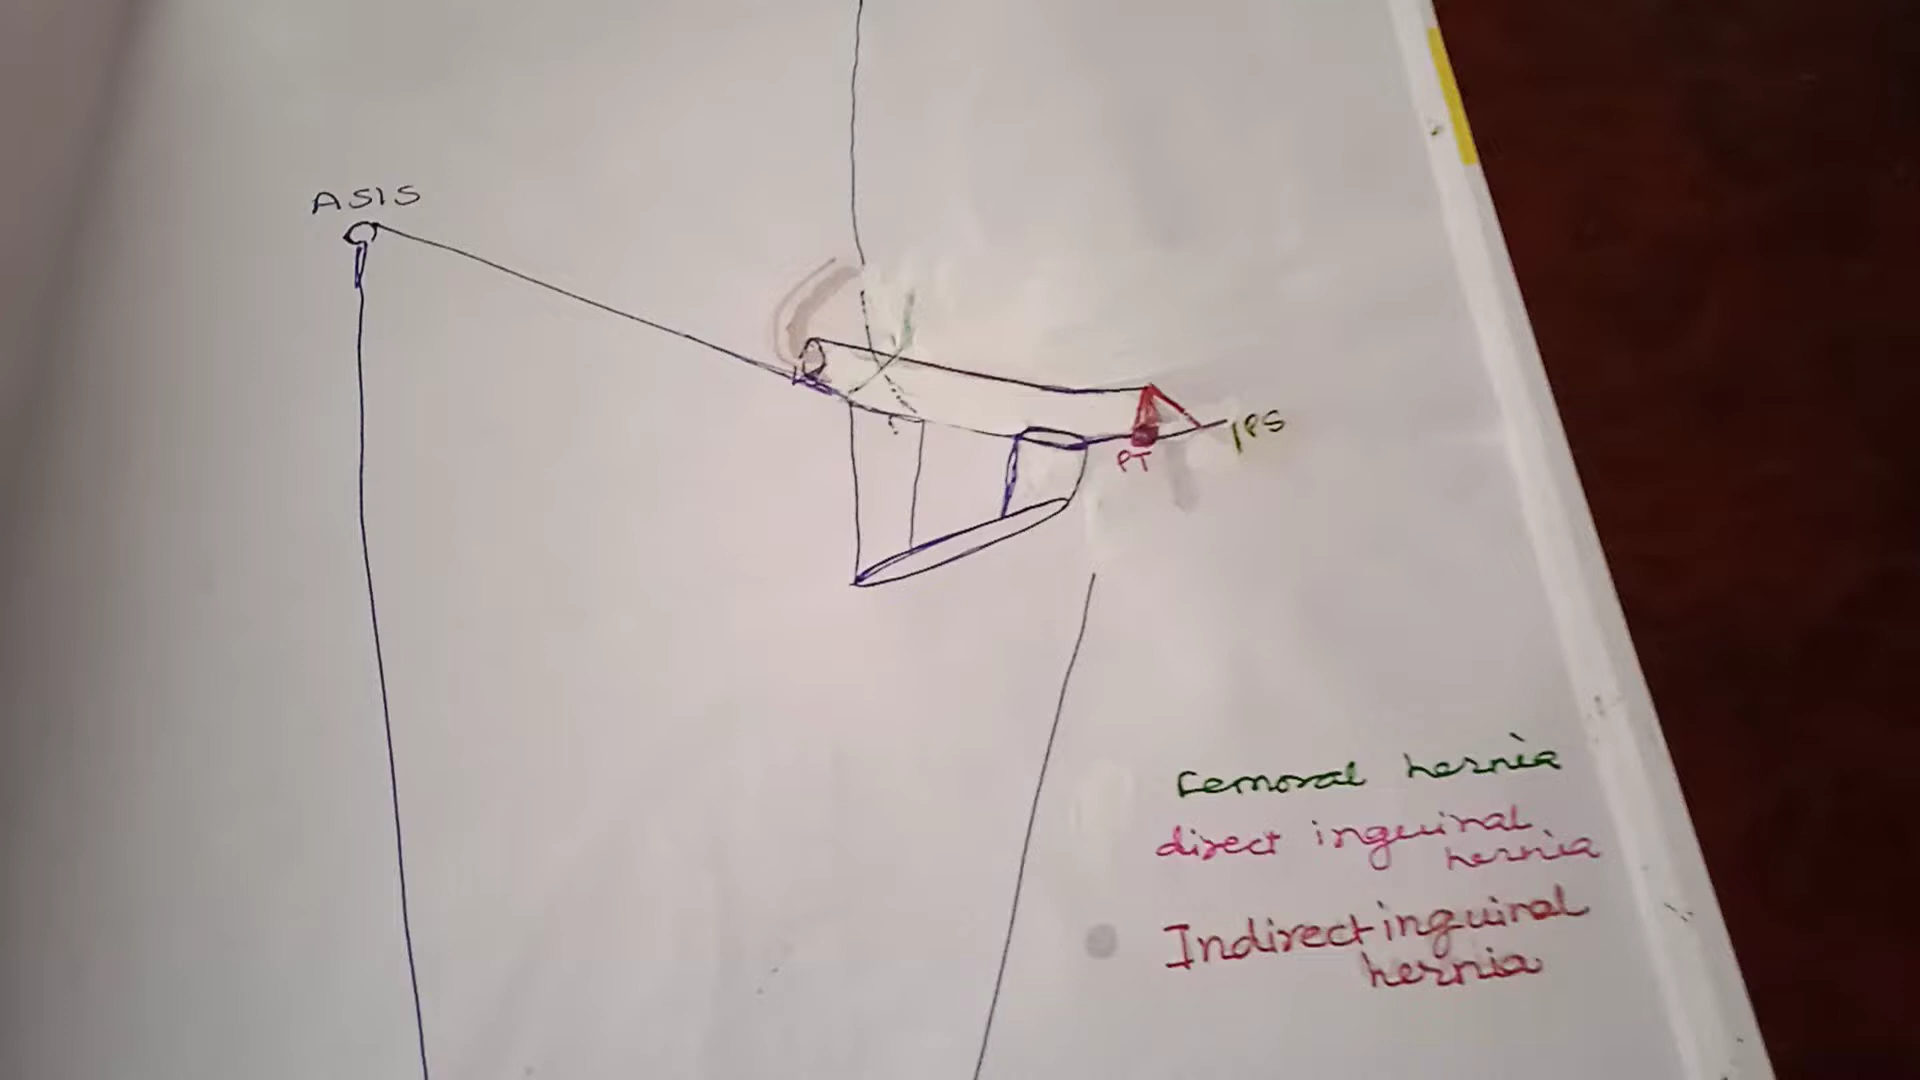 ASIS
PS
PT
Femoral hernia
direct inguinal
hernia
Indirect inguinal
hernia